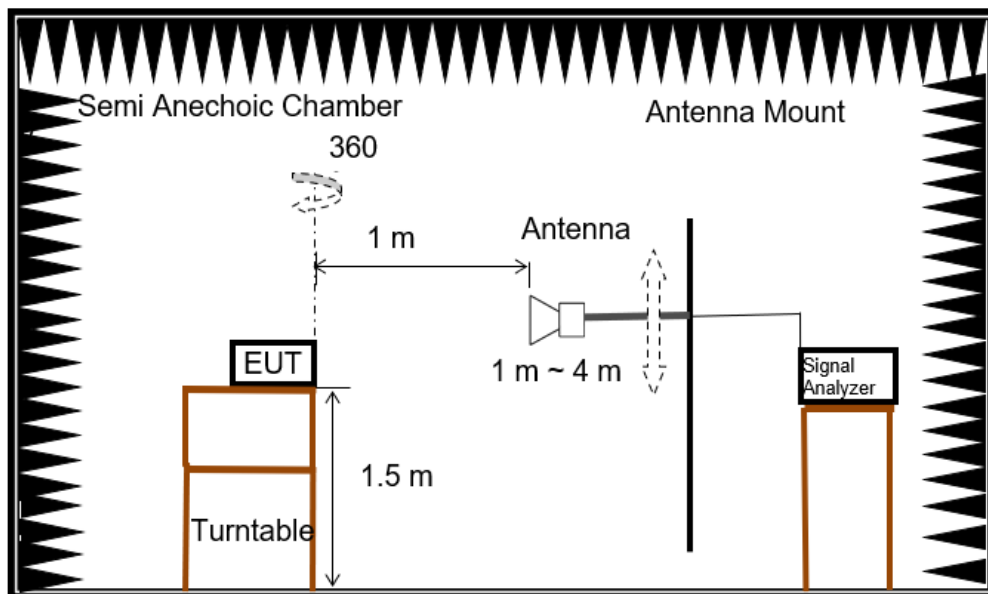 Semi Anechoic Chamber
Antenna Mount
360
1 m
Antenna
EUT
1 m ~ 4 m
Signal
Analyzer
1.5 m
Turntable